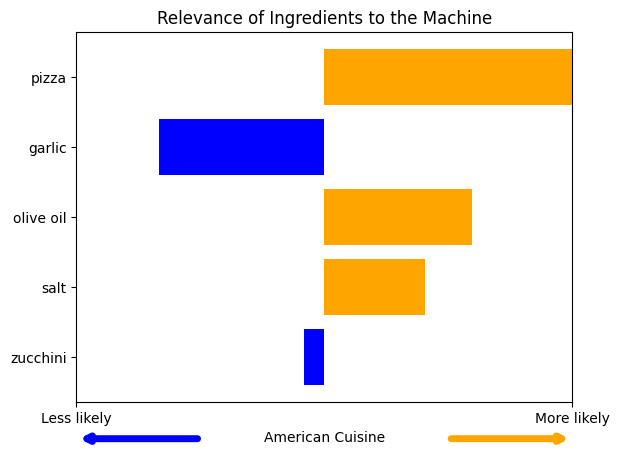 Relevance of Ingredients to the Machine
pizza
garlic
olive oil
salt
zucchini
Less likely
More likely
American Cuisine